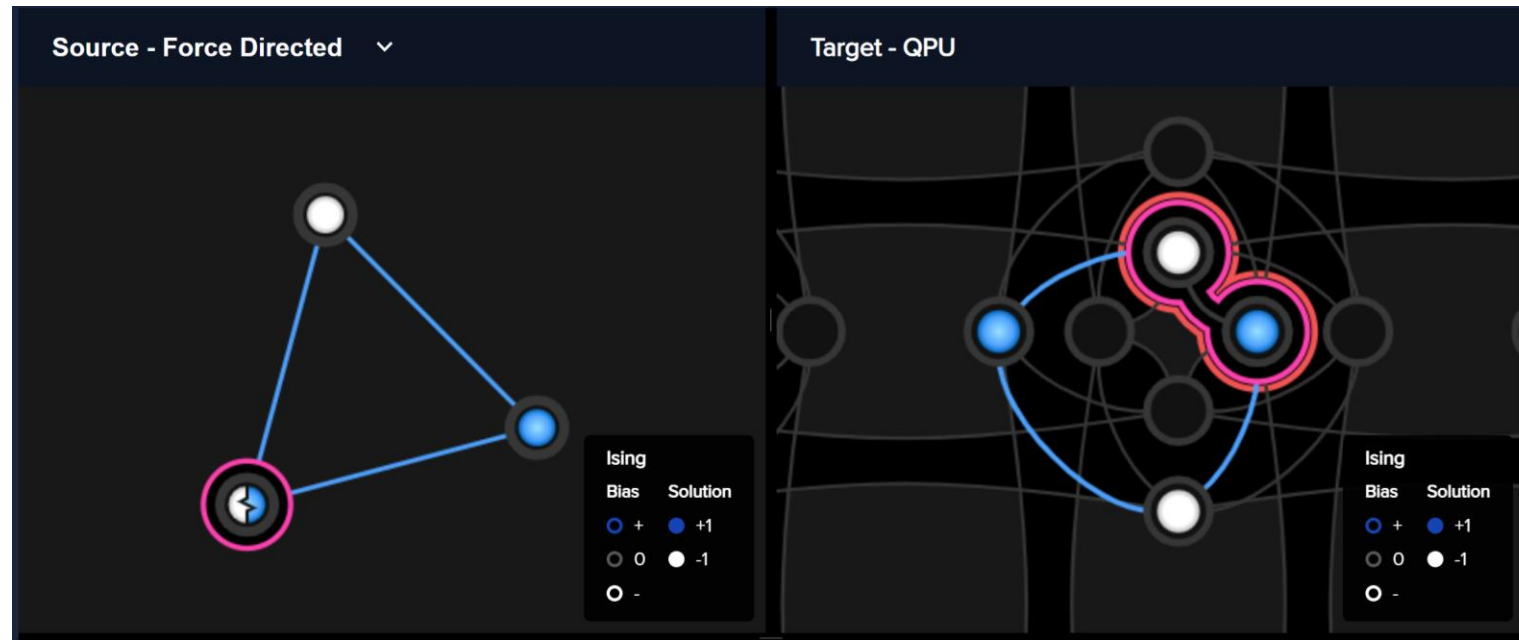 Source - Force Directed
Target - QPU
Ising
Bias Solution
+ +1
0 -1
-
Ising
Bias Solution
+ +1
0 -1
-